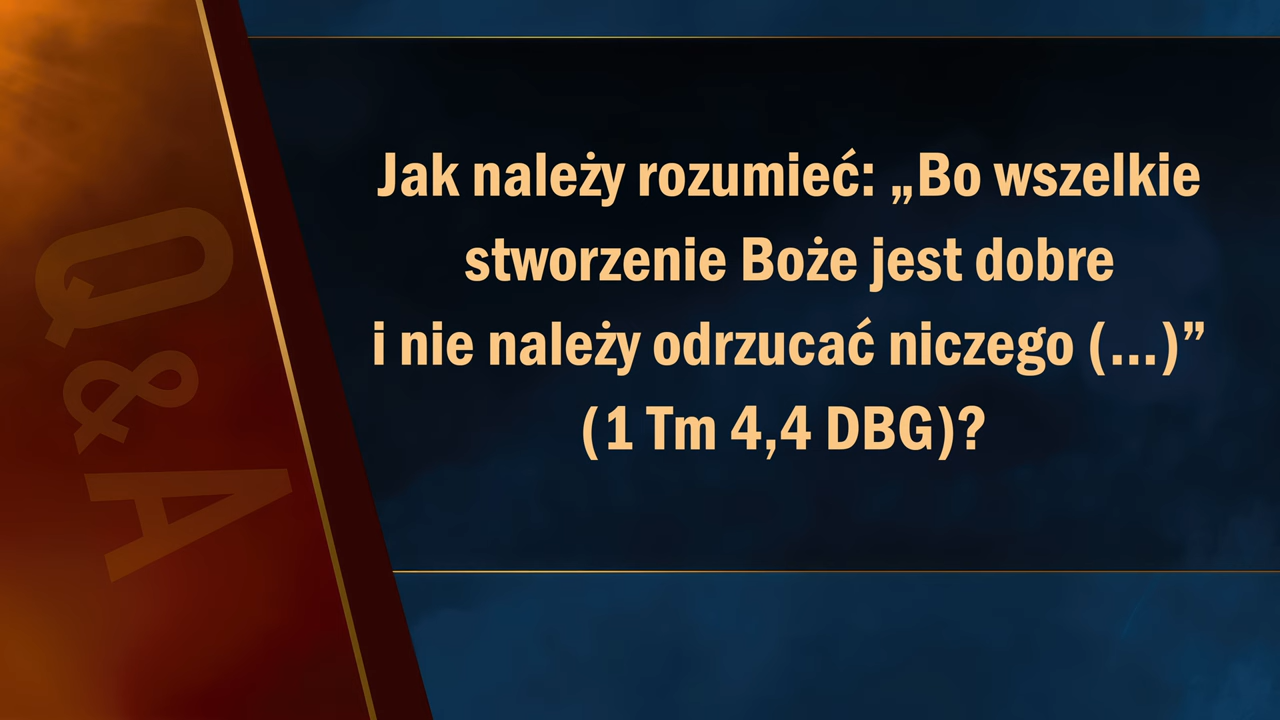 Jak należy rozumieć: „Bo wszelkie
stworzenie Boże jest dobre
i nie należy odrzucać niczego (...)”
(1 Tm 4,4 DBG)?
Q&A